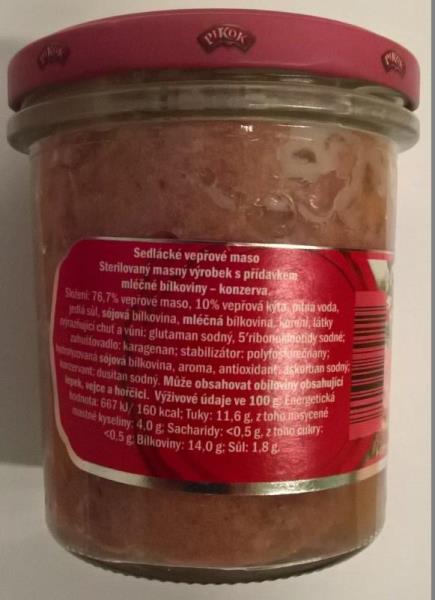 PIKOK
Sedlácké vepřové maso
Sterilovaný masný výrobek s přídavkem
mléčné bílkoviny – konzerva.
Složení: 76,7% vepřové maso, 10% vepřová kýta, pitná voda,
jedlá sůl, sójová bílkovina, mléčná bílkovina, koření, látky
zvýrazňující chuť a vůni: glutaman sodný, 5'ribonukleotidy sodné;
zahušťovadlo: karagenan; stabilizátor: polyfosforečnany;
hydrolyzovaná sójová bílkovina, aroma, antioxidant: askorban sodný;
konzervant: dusitan sodný. Může obsahovat obiloviny obsahující
lepek, vejce a hořčici. Výživové údaje ve 100 g: Energetická
hodnota: 667 kJ/ 160 kcal; Tuky: 11,6 g, z toho nasycené
mastné kyseliny: 4,0 g; Sacharidy: <0,5 g, z toho cukry:
<0,5 g; Bílkoviny: 14,0 g; Sůl: 1,8 g.